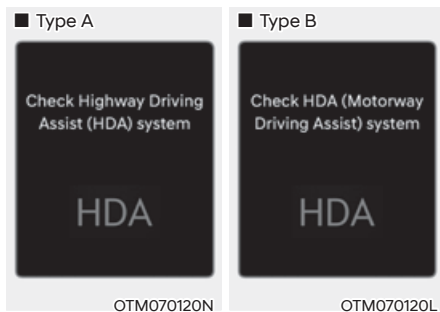 ■ Type A
Check Highway Driving
Assist (HDA) system
HDA
OTM070120N
■ Type B
Check HDA (Motorway
Driving Assist) system
HDA
OTM070120L